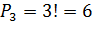 P₃ = 3! = 6